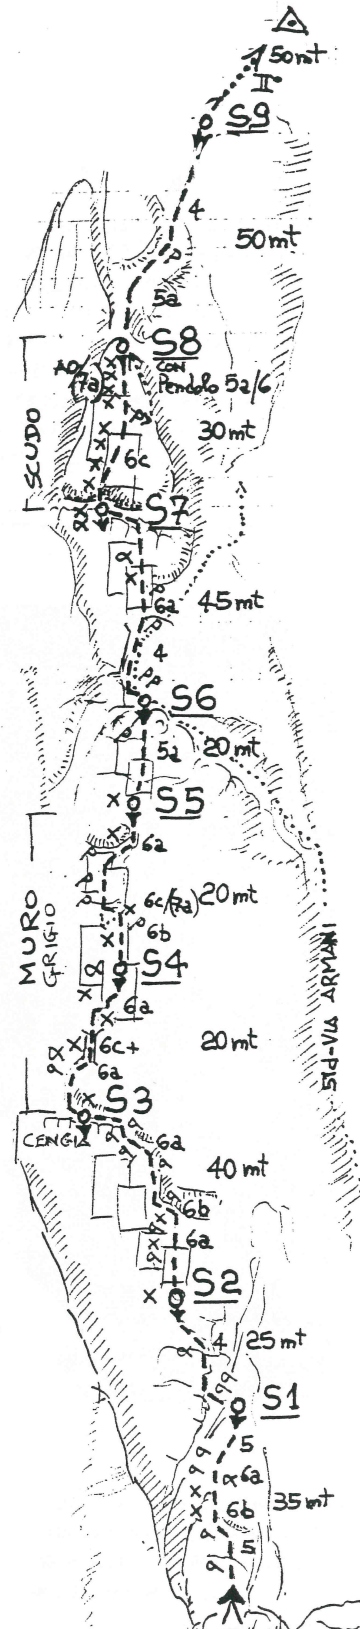 50mt
II°
S9
4
50mt
5a
S8
CON
Pendolo 5a/6
A0/
(7a)
30mt
SCUDO
6c
S7
6a
45mt
4
S6
5a
20mt
S5
6a
6c/(7a)
20mt
6b
MURO
GRIGIO
S4
6a
5td-VIA ARMANI
20mt
6c+
6a
S3
CENGIA
6a
40mt
6b
6a
S2
4
25mt
S1
5
6a
6b
35mt
5